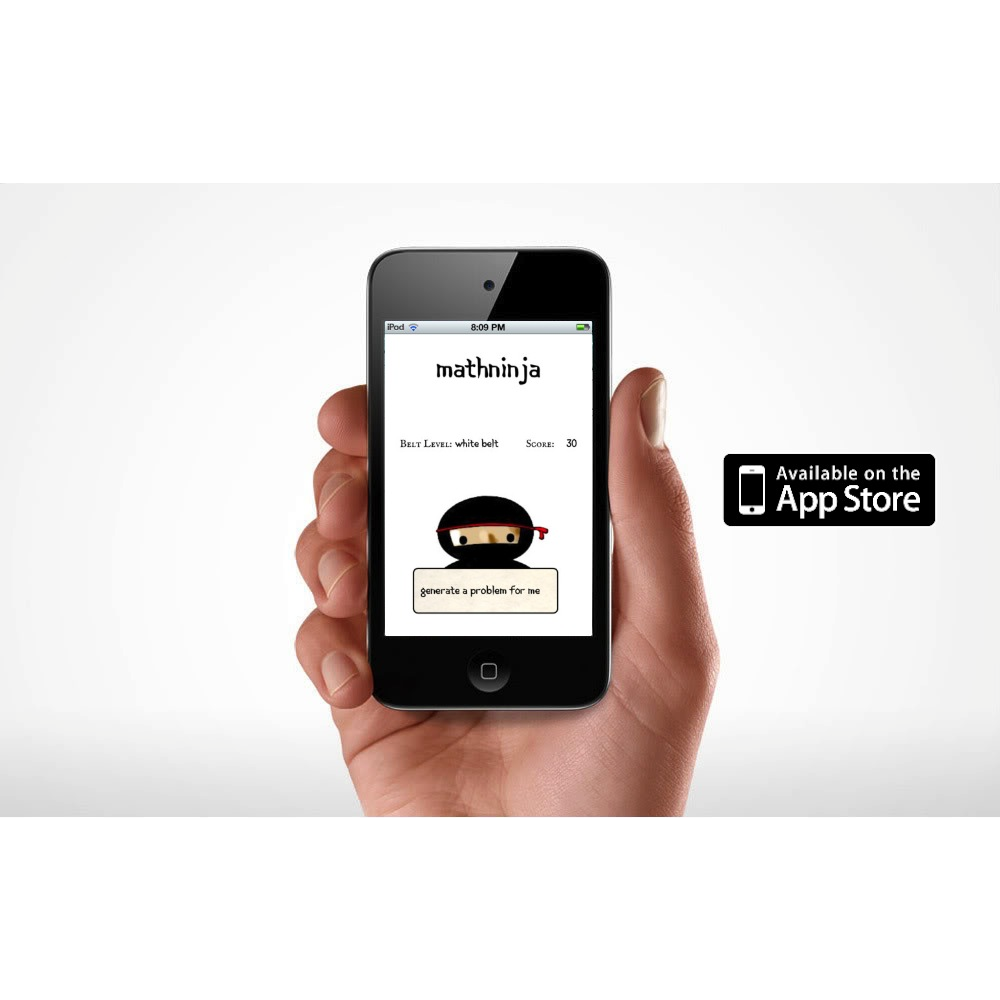 iPod 8:09 PM
mathninja
Belt Level: white belt Score: 30
generate a problem for me
Available on the
App Store